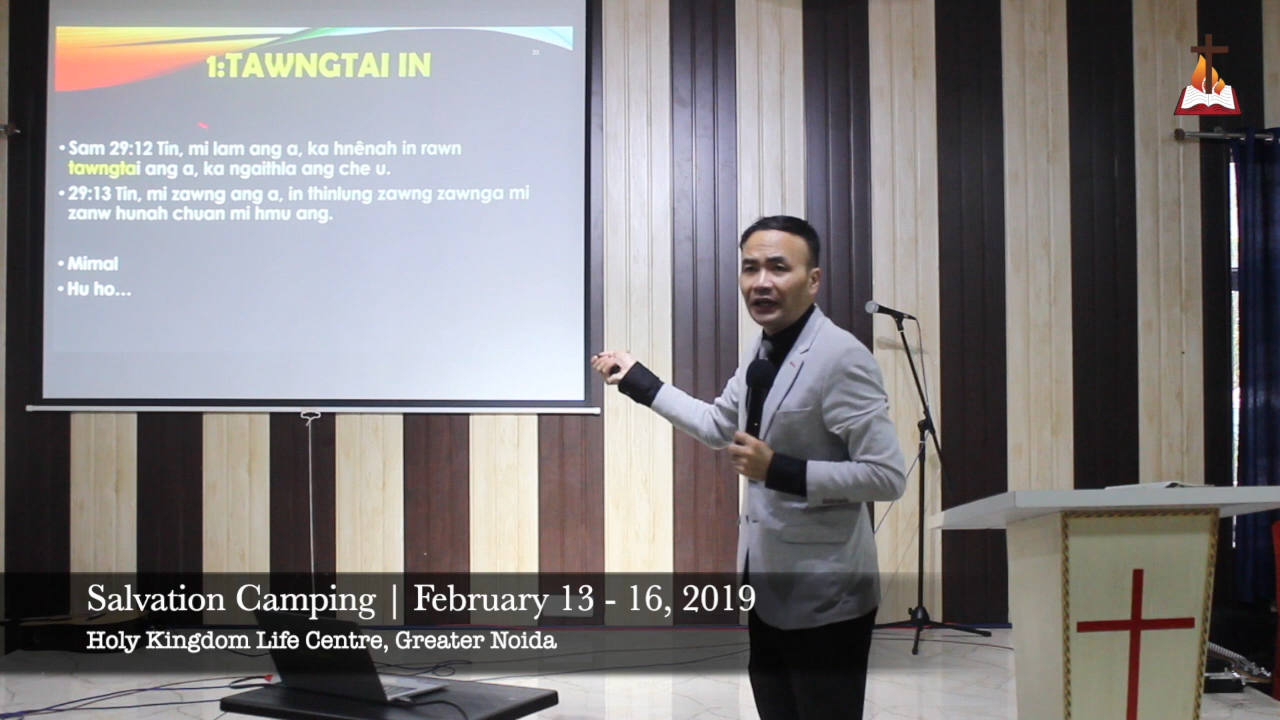 1:TAWNGTAI IN
• Sam 29:12 Tin, mi lam ang a, ka hnênah in rawn
tawngtai ang a, ka ngaithla ang che u.
• 29:13 Tin, mi zawng ang a, in thinlung zawng zawnga mi
zanw hunah chuan mi hmu ang.
• Mimal
• Hu ho...
Salvation Camping | February 13 - 16, 2019
Holy Kingdom Life Centre, Greater Noida